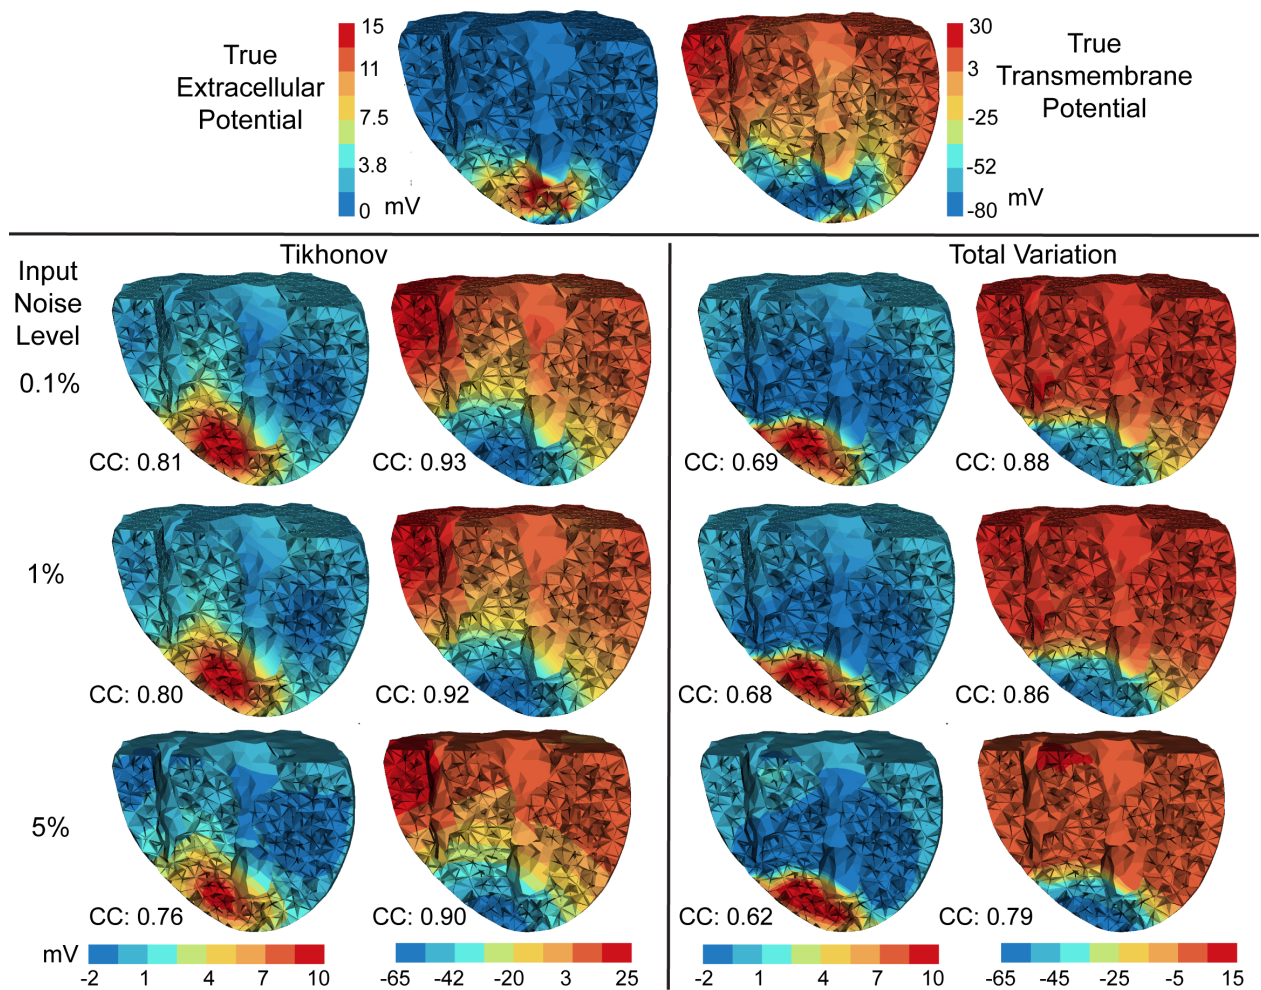 True
Extracellular
Potential
15
11
7.5
3.8
0 mV
30
3
-25
-52
-80 mV
True
Transmembrane
Potential
Tikhonov
Total Variation
Input
Noise
Level
0.1%
CC: 0.81
CC: 0.93
CC: 0.69
CC: 0.88
1%
CC: 0.80
CC: 0.92
CC: 0.68
CC: 0.86
5%
CC: 0.76
CC: 0.90
CC: 0.62
CC: 0.79
mV
-2 1 4 7 10
-65 -42 -20 3 25
-2 1 4 7 10
-65 -45 -25 -5 15